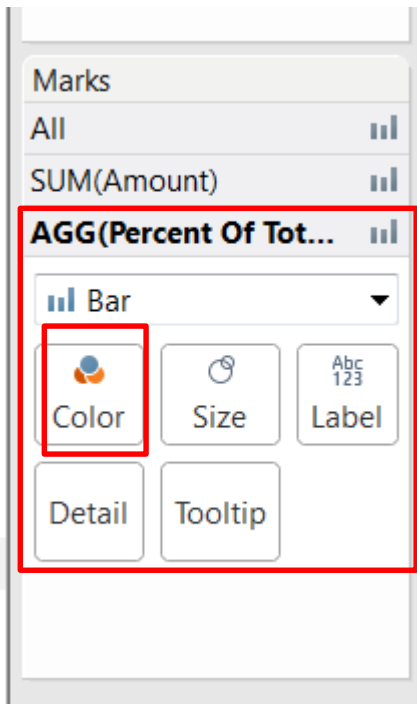 Marks
All
SUM(Amount)
AGG(Percent Of Tot...
Bar
Abc
123
Color Size Label
Detail Tooltip